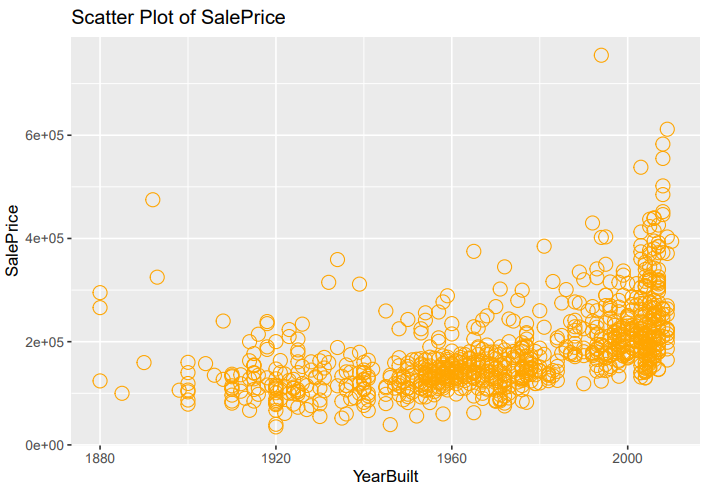 Scatter Plot of SalePrice
6e+05
4e+05
2e+05
0e+00
SalePrice
1880 1920 1960 2000
YearBuilt